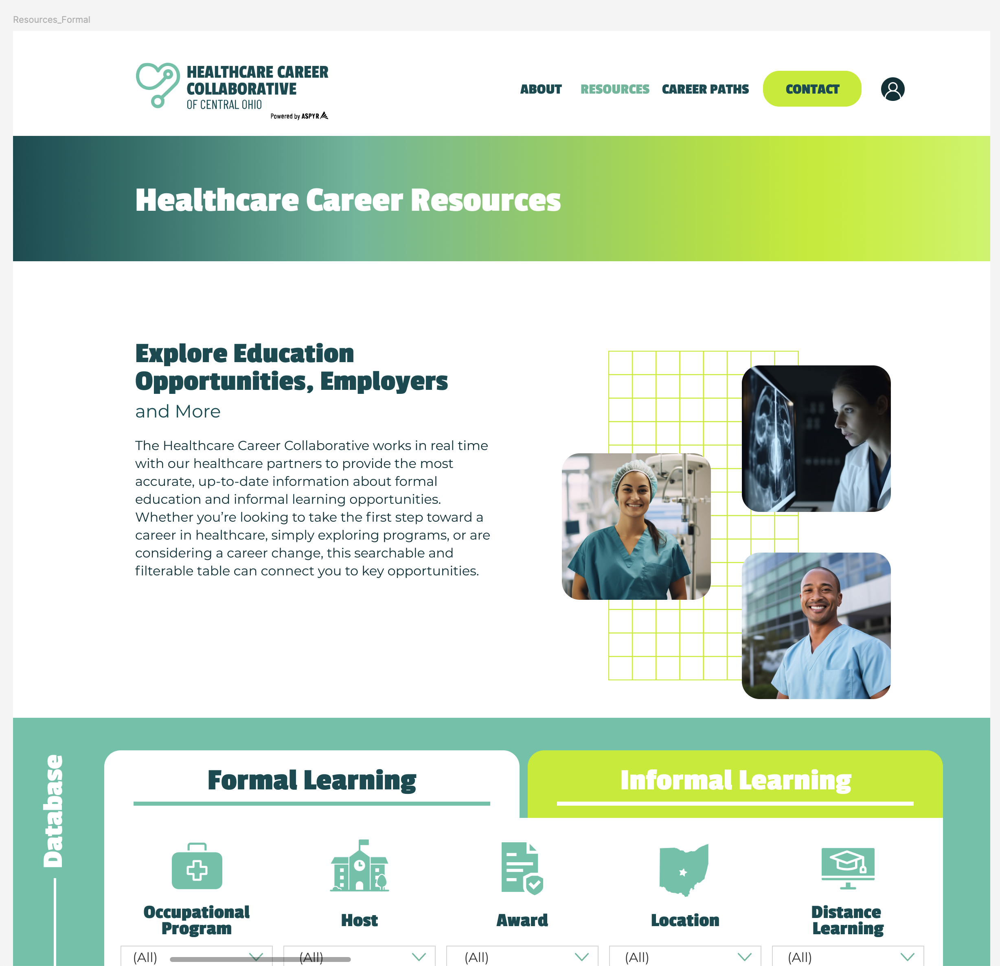 Resources_Formal
HEALTHCARE CAREER
COLLABORATIVE
OF CENTRAL OHIO
Powered by ASPYR
ABOUT
RESOURCES
CAREER PATHS
CONTACT
Healthcare Career Resources
Explore Education
Opportunities, Employers
and More
The Healthcare Career Collaborative works in real time
with our healthcare partners to provide the most
accurate, up-to-date information about formal
education and informal learning opportunities.
Whether you’re looking to take the first step toward a
career in healthcare, simply exploring programs, or are
considering a career change, this searchable and
filterable table can connect you to key opportunities.
Database
Formal Learning
Informal Learning
Occupational
Program
Host
Award
Location
Distance
Learning
(All)
(All)
(All)
(All)
(All)